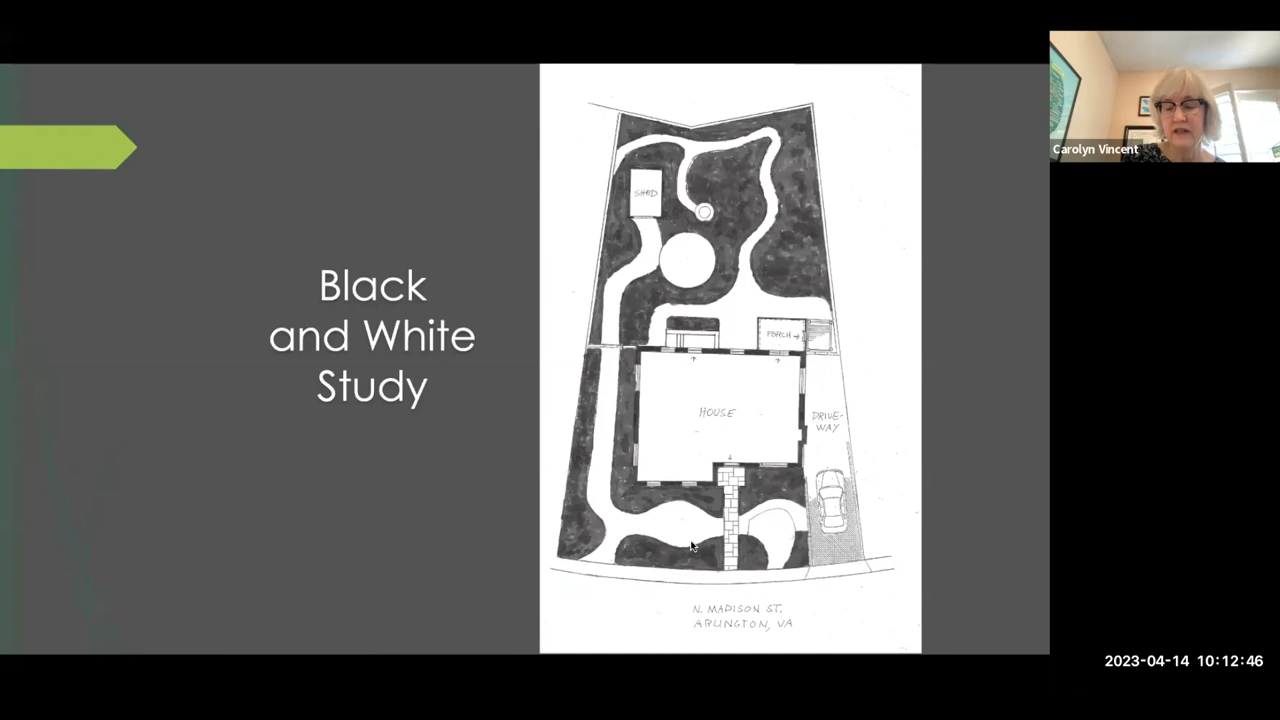 Black
and White
Study
SHED
PORCH
HOUSE
DRIVE-
WAY
N. MADISON ST.
ARLINGTON, VA
Carolyn Vincent
2023-04-14 10:12:46